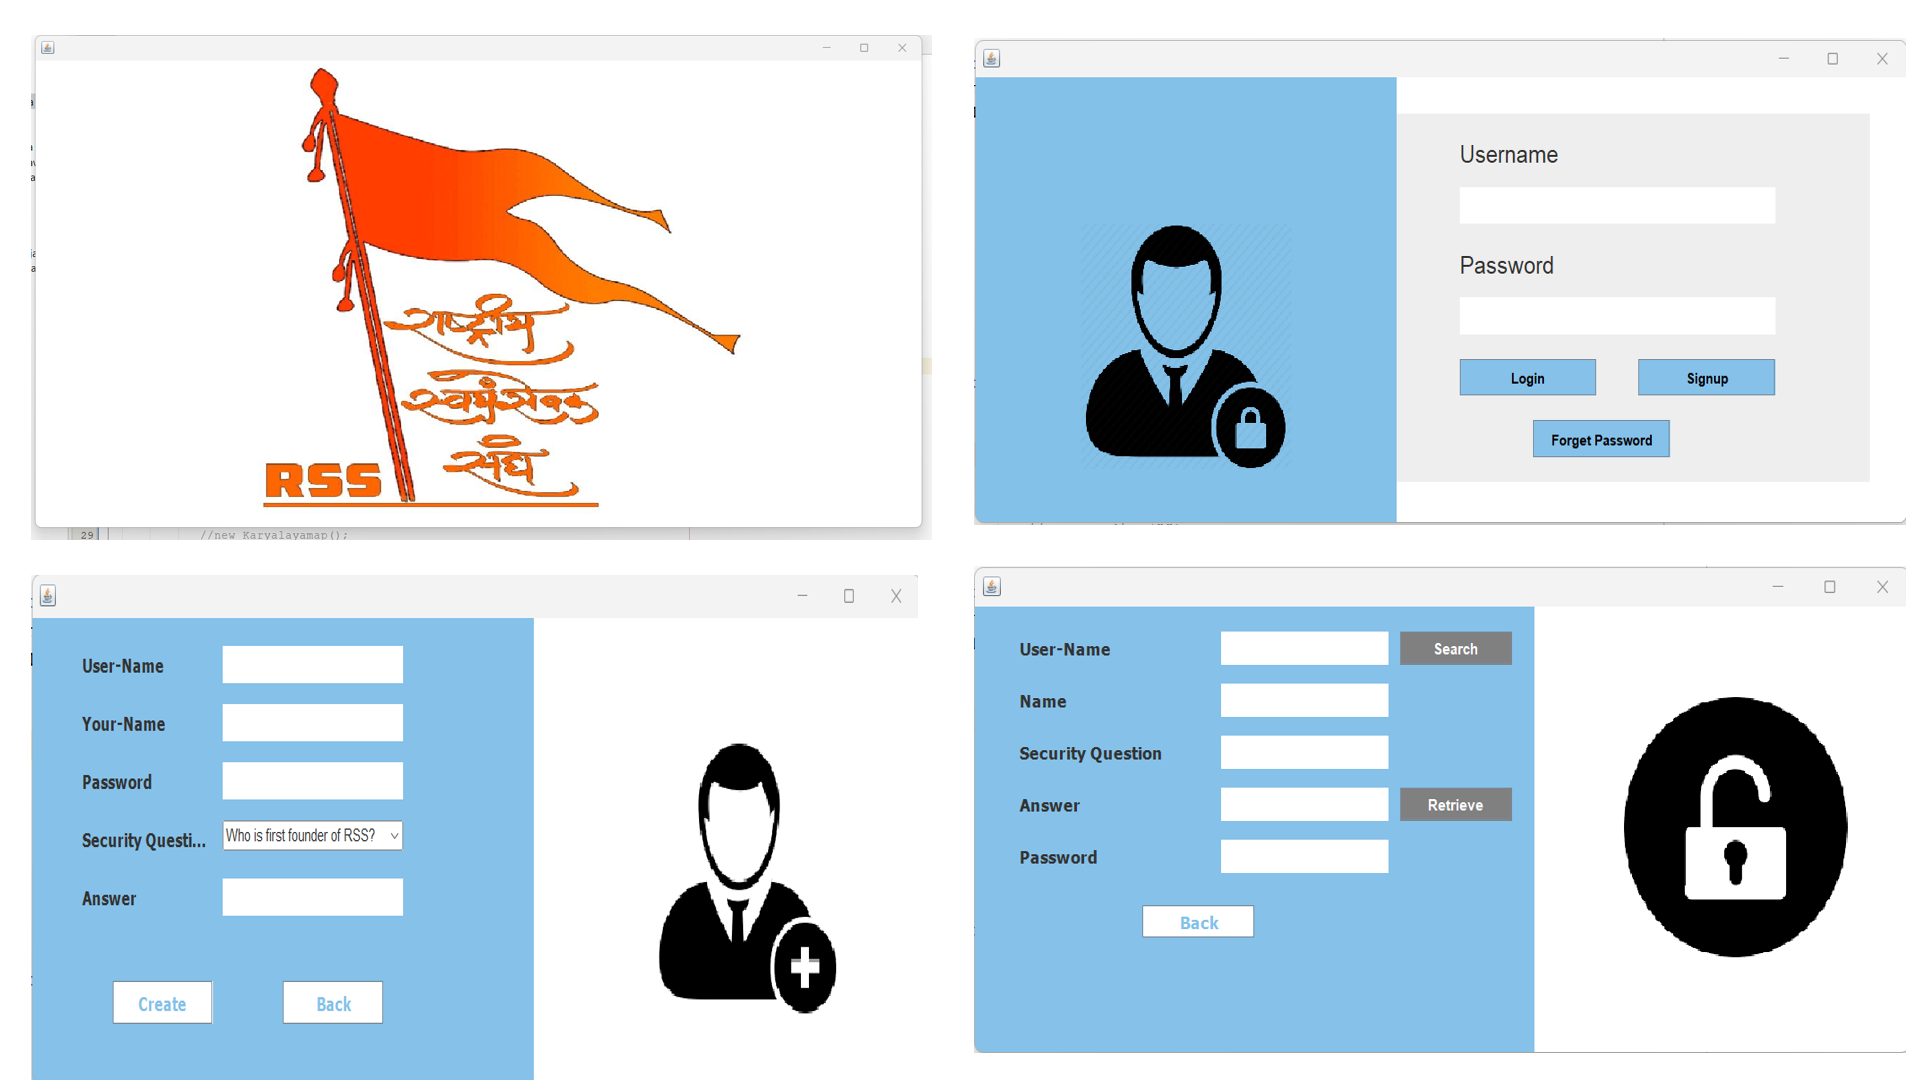 राष्ट्रीय
स्वयंसेवक
संघ
RSS
29
//new Karyalayamap();
Username
Password
Login
Signup
Forget Password
User-Name
Your-Name
Password
Security Questi...
Who is first founder of RSS?
Answer
Create
Back
User-Name
Search
Name
Security Question
Answer
Retrieve
Password
Back